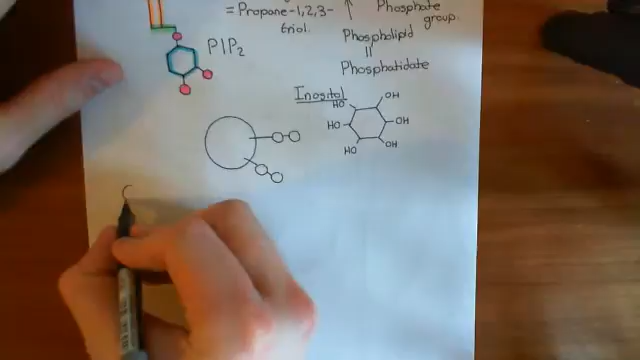 = Propane-1,2,3-
triol.
↑
Phosphate
group.
Phospholipid
=
Phosphatidate
PIP2
Inositol
HO
OH
HO
OH
HO
OH